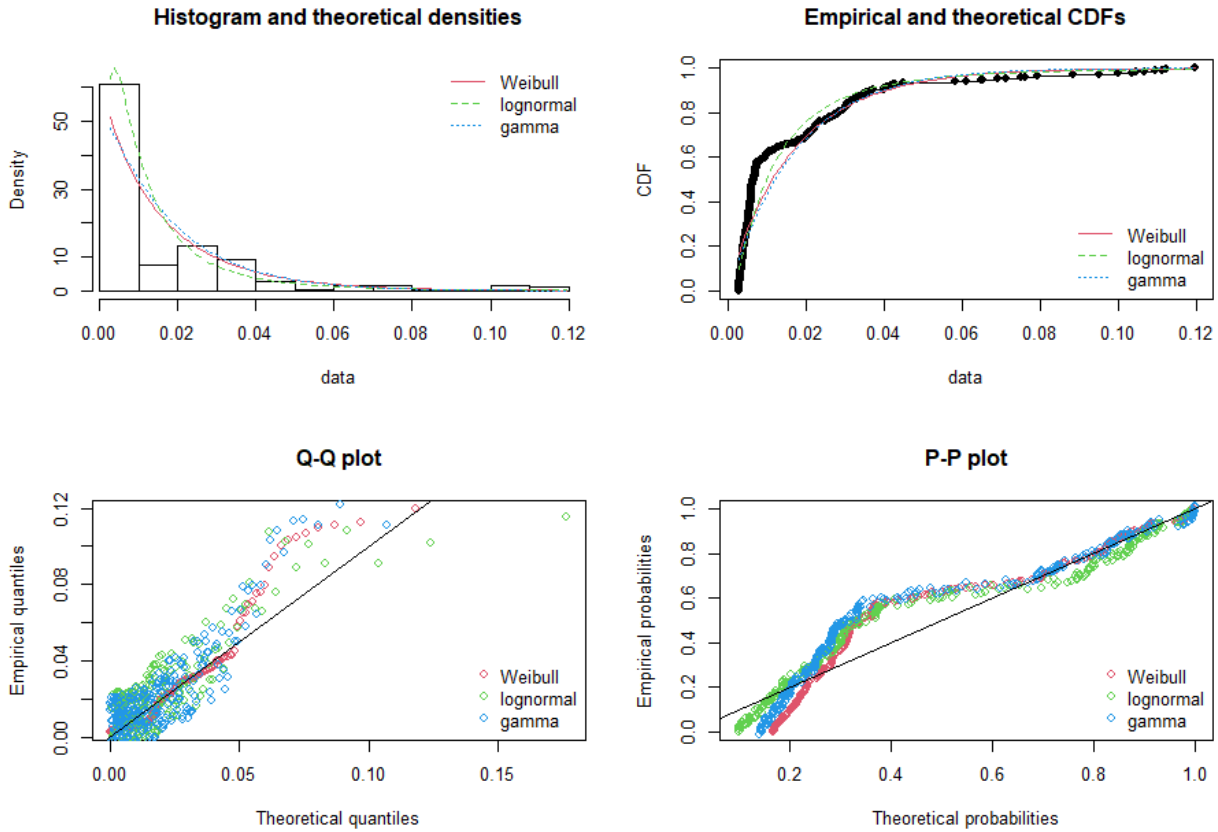 Histogram and theoretical densities
Density
0 10 30 50
Weibull
lognormal
gamma
0.00 0.02 0.04 0.06 0.08 0.10 0.12
data
Empirical and theoretical CDFs
CDF
0.0 0.2 0.4 0.6 0.8 1.0
Weibull
lognormal
gamma
0.00 0.02 0.04 0.06 0.08 0.10 0.12
data
Q-Q plot
Empirical quantiles
0.00 0.04 0.08 0.12
Weibull
lognormal
gamma
0.00 0.05 0.10 0.15
Theoretical quantiles
P-P plot
Empirical probabilities
0.0 0.2 0.4 0.6 0.8 1.0
Weibull
lognormal
gamma
0.2 0.4 0.6 0.8 1.0
Theoretical probabilities